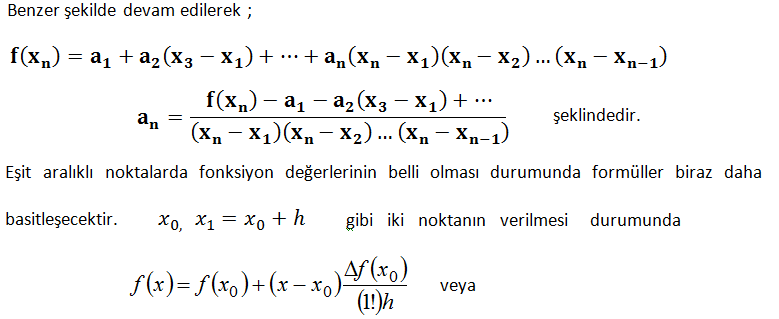 Benzer şekilde devam edilerek ;
f(xₙ) = a₁ + a₂(x₃ − x₁) + ⋯ + aₙ(xₙ − x₁)(xₙ − x₂) … (xₙ − xₙ₋₁)
aₙ = (f(xₙ) − a₁ − a₂(x₃ − x₁) + ⋯) / ((xₙ − x₁)(xₙ − x₂) … (xₙ − xₙ₋₁)) şeklindedir.
Eşit aralıklı noktalarda fonksiyon değerlerinin belli olması durumunda formüller biraz daha
basitleşecektir. x₀, x₁ = x₀ + h gibi iki noktanın verilmesi durumunda
f(x) = f(x₀) + (x − x₀) Δf(x₀) / (1!)h veya